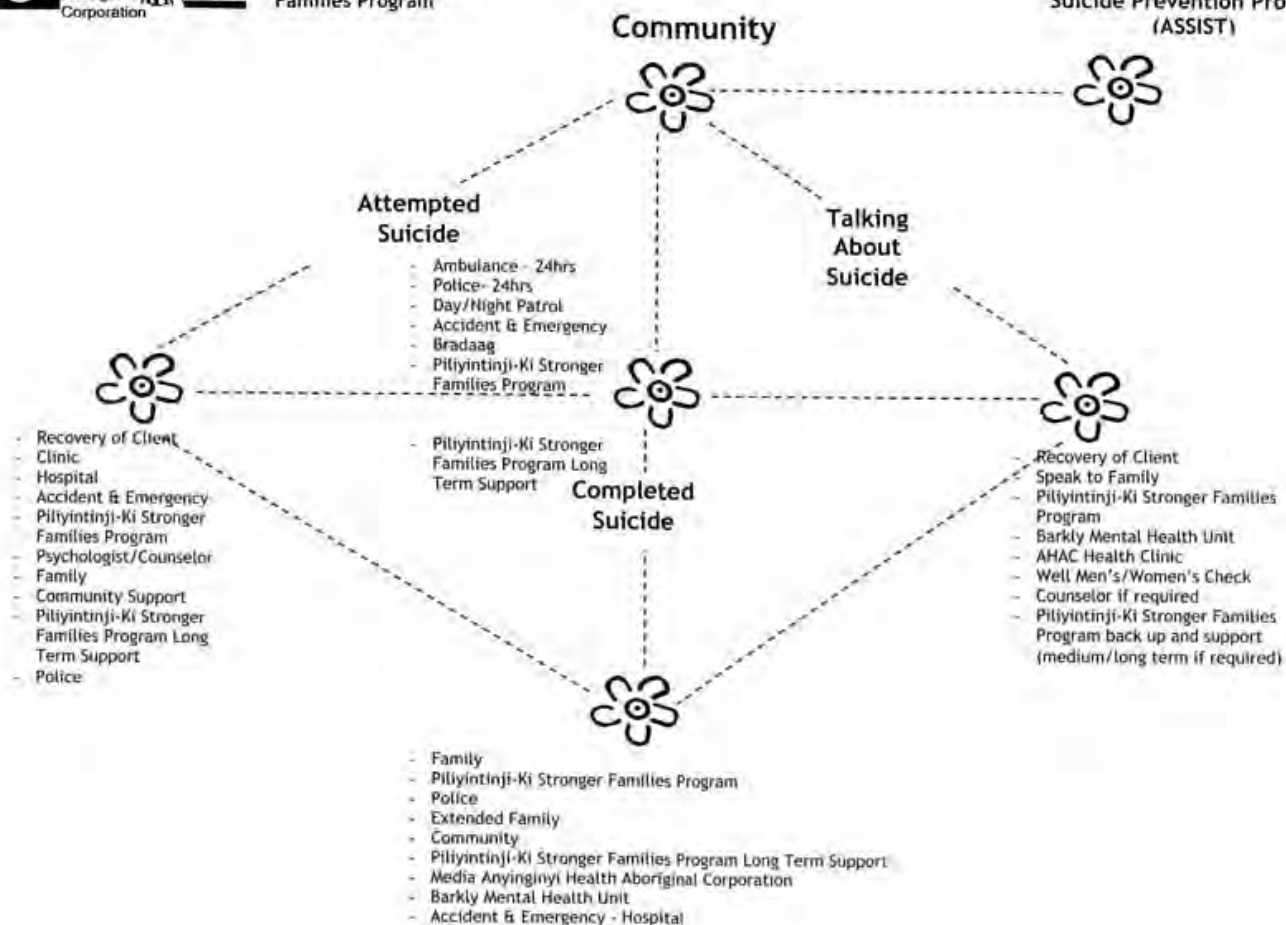 Corporation
Families Program
Suicide Prevention Pro
(ASSIST)
Community
Attempted
Suicide
- Ambulance - 24hrs
- Police- 24hrs
- Day/Night Patrol
- Accident & Emergency
- Bradaag
- Piliyintinji-Ki Stronger
Families Program
Talking
About
Suicide
- Recovery of Client
- Clinic
- Hospital
- Accident & Emergency
- Piliyintinji-Ki Stronger
Families Program
- Psychologist/Counselor
- Family
- Community Support
- Piliyintinji-Ki Stronger
Families Program Long
Term Support
- Police
- Piliyintinji-Ki Stronger
Families Program Long
Term Support
Completed
Suicide
- Recovery of Client
- Speak to Family
- Piliyintinji-Ki Stronger Families
Program
- Barkly Mental Health Unit
- AHAC Health Clinic
- Well Men's/Women's Check
- Counselor if required
- Piliyintinji-Ki Stronger Families
Program back up and support
(medium/long term if required)
- Family
- Piliyintinji-Ki Stronger Families Program
- Police
- Extended Family
- Community
- Piliyintinji-Ki Stronger Families Program Long Term Support
- Media Anyinginyi Health Aboriginal Corporation
- Barkly Mental Health Unit
- Accident & Emergency - Hospital